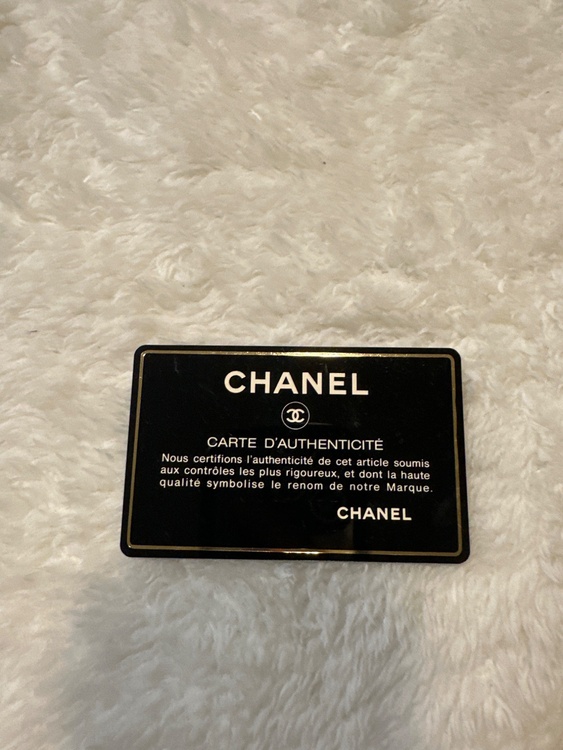 CHANEL
CARTE D'AUTHENTICITÉ
Nous certifions l'authenticité de cet article soumis
aux contrôles les plus rigoureux, et dont la haute
qualité symbolise le renom de notre Marque.
CHANEL